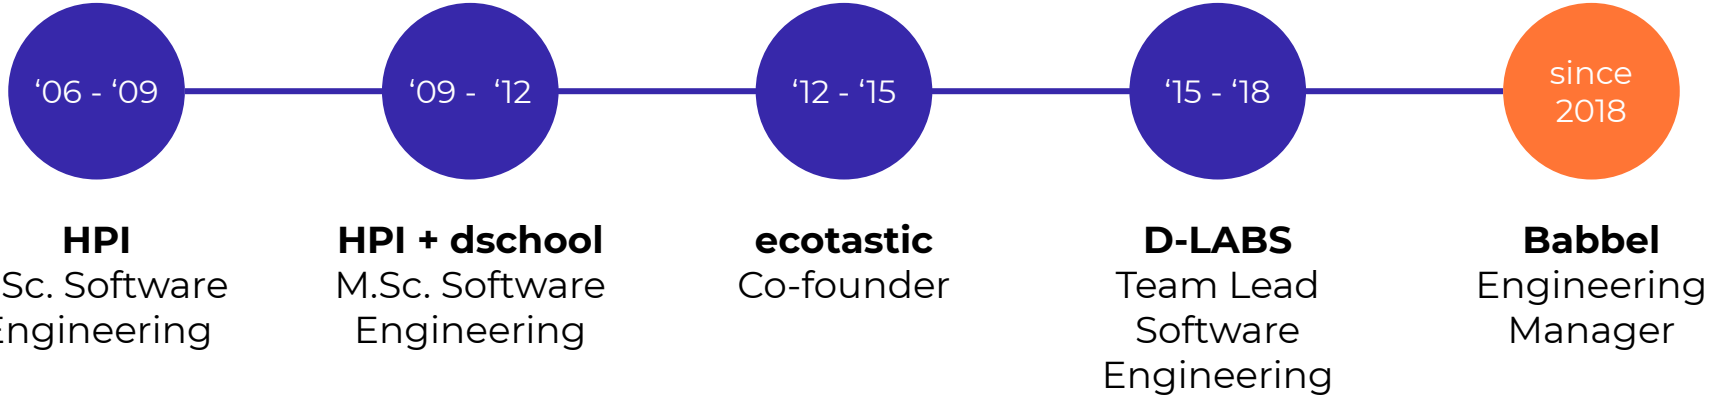 ‘06 - ‘09
‘09 - ‘12
‘12 - ‘15
‘15 - ‘18
since
2018
HPI
Sc. Software
Engineering
HPI + dschool
M.Sc. Software
Engineering
ecotastic
Co-founder
D-LABS
Team Lead
Software
Engineering
Babbel
Engineering
Manager